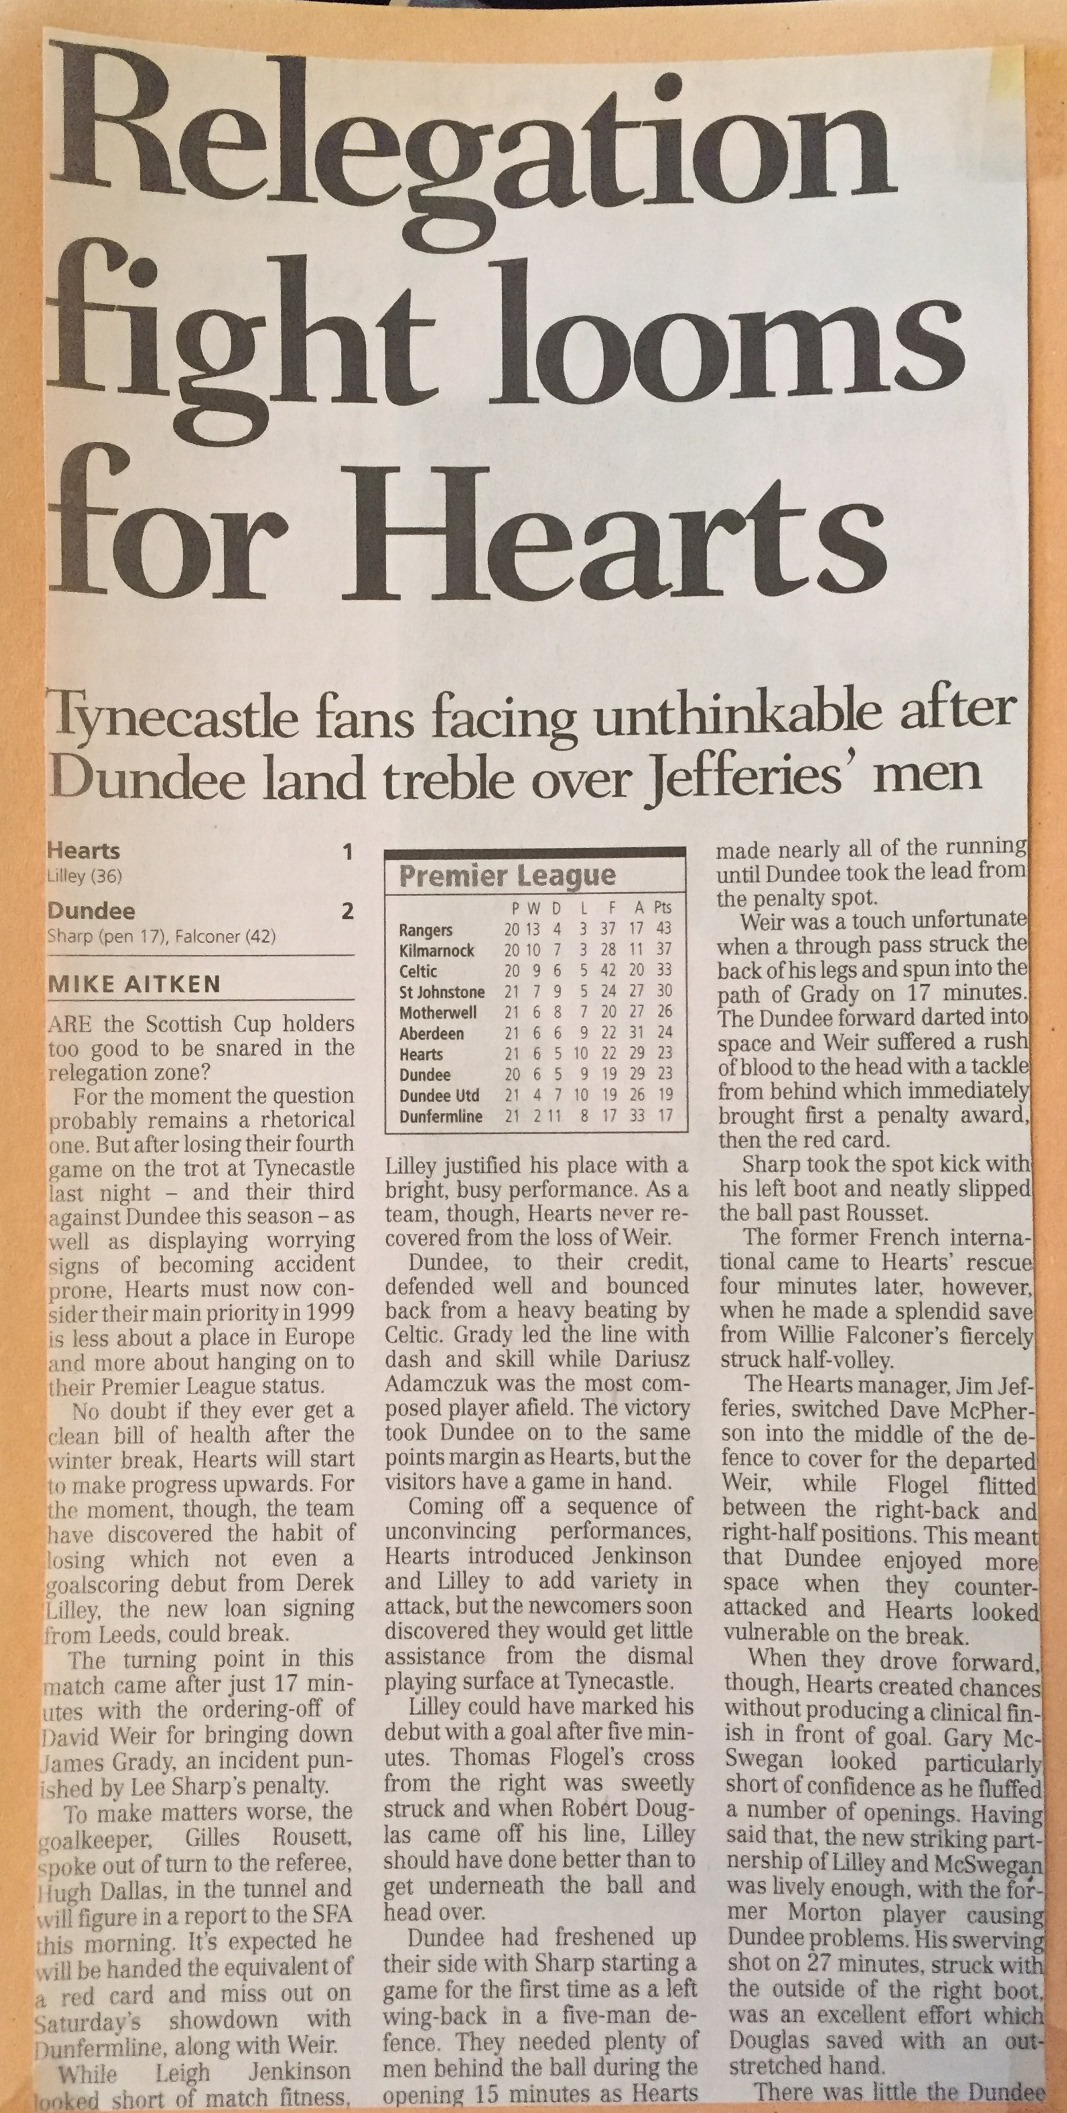 Relegation
fight looms
for Hearts
Tynecastle fans facing unthinkable after
Dundee land treble over Jefferies' men
Hearts 1
Lilley (36)
Dundee 2
Sharp (pen 17), Falconer (42)
MIKE AITKEN
ARE the Scottish Cup holders
too good to be snared in the
relegation zone?
For the moment the question
probably remains a rhetorical
one. But after losing their fourth
game on the trot at Tynecastle
last night – and their third
against Dundee this season – as
well as displaying worrying
signs of becoming accident
prone, Hearts must now con-
sider their main priority in 1999
is less about a place in Europe
and more about hanging on to
their Premier League status.
No doubt if they ever get a
clean bill of health after the
winter break, Hearts will start
to make progress upwards. For
the moment, though, the team
have discovered the habit of
losing which not even a
goalscoring debut from Derek
Lilley, the new loan signing
from Leeds, could break.
The turning point in this
match came after just 17 min-
utes with the ordering-off of
David Weir for bringing down
James Grady, an incident pun-
ished by Lee Sharp's penalty.
To make matters worse, the
goalkeeper, Gilles Rousett,
spoke out of turn to the referee,
Hugh Dallas, in the tunnel and
will figure in a report to the SFA
this morning. It's expected he
will be handed the equivalent of
a red card and miss out on
Saturday's showdown with
Dunfermline, along with Weir.
While Leigh Jenkinson
looked short of match fitness,
Premier League
P W D L F A Pts
Rangers 20 13 4 3 37 17 43
Kilmarnock 20 10 7 3 28 11 37
Celtic 20 9 6 5 42 20 33
St Johnstone 21 7 9 5 24 27 30
Motherwell 21 6 8 7 20 27 26
Aberdeen 21 6 6 9 22 31 24
Hearts 21 6 5 10 22 29 23
Dundee 20 6 5 9 19 29 23
Dundee Utd 21 4 7 10 19 26 19
Dunfermline 21 2 11 8 17 33 17
Lilley justified his place with a
bright, busy performance. As a
team, though, Hearts never re-
covered from the loss of Weir.
Dundee, to their credit,
defended well and bounced
back from a heavy beating by
Celtic. Grady led the line with
dash and skill while Dariusz
Adamczuk was the most com-
posed player afield. The victory
took Dundee on to the same
points margin as Hearts, but the
visitors have a game in hand.
Coming off a sequence of
unconvincing performances,
Hearts introduced Jenkinson
and Lilley to add variety in
attack, but the newcomers soon
discovered they would get little
assistance from the dismal
playing surface at Tynecastle.
Lilley could have marked his
debut with a goal after five min-
utes. Thomas Flogel's cross
from the right was sweetly
struck and when Robert Doug-
las came off his line, Lilley
should have done better than to
get underneath the ball and
head over.
Dundee had freshened up
their side with Sharp starting a
game for the first time as a left
wing-back in a five-man de-
fence. They needed plenty of
men behind the ball during the
opening 15 minutes as Hearts
made nearly all of the running
until Dundee took the lead from
the penalty spot.
Weir was a touch unfortunate
when a through pass struck the
back of his legs and spun into the
path of Grady on 17 minutes.
The Dundee forward darted into
space and Weir suffered a rush
of blood to the head with a tackle
from behind which immediately
brought first a penalty award,
then the red card.
Sharp took the spot kick with
his left boot and neatly slipped
the ball past Rousset.
The former French interna-
tional came to Hearts' rescue
four minutes later, however,
when he made a splendid save
from Willie Falconer's fiercely
struck half-volley.
The Hearts manager, Jim Jef-
feries, switched Dave McPher-
son into the middle of the de-
fence to cover for the departed
Weir, while Flogel flitted
between the right-back and
right-half positions. This meant
that Dundee enjoyed more
space when they counter-
attacked and Hearts looked
vulnerable on the break.
When they drove forward,
though, Hearts created chances
without producing a clinical fin-
ish in front of goal. Gary Mc-
Swegan looked particularly
short of confidence as he fluffed
a number of openings. Having
said that, the new striking part-
nership of Lilley and McSwegan
was lively enough, with the for-
mer Morton player causing
Dundee problems. His swerving
shot on 27 minutes, struck with
the outside of the right boot,
was an excellent effort which
Douglas saved with an out-
stretched hand.
There was little the Dundee